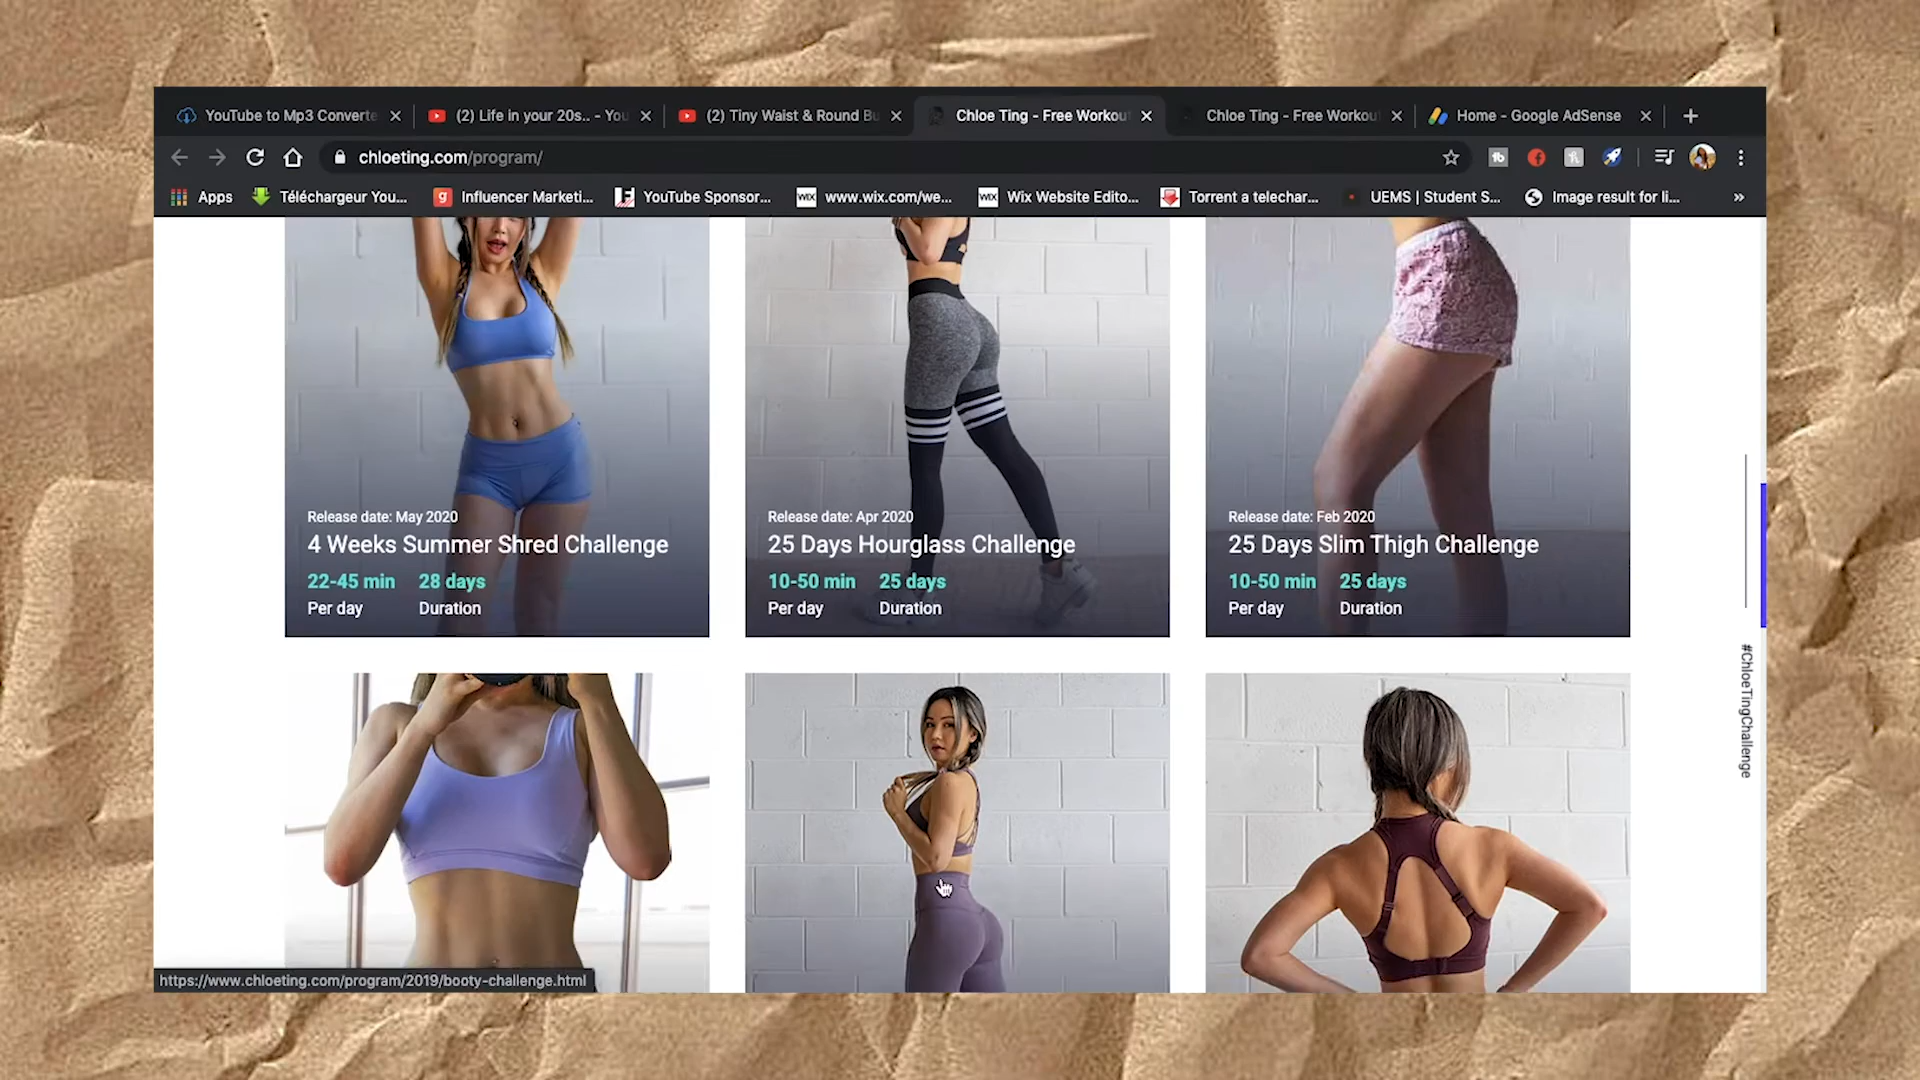 YouTube to Mp3 Converte
(2) Life in your 20s.. - You
(2) Tiny Waist & Round Bu
Chloe Ting - Free Workou
Chloe Ting - Free Workou
Home - Google AdSense
chloeting.com/program/
Apps
Téléchargeur You...
Influencer Marketi...
YouTube Sponsor...
www.wix.com/we...
Wix Website Edito...
Torrent a telechar...
UEMS | Student S...
Image result for li...
Release date: May 2020
4 Weeks Summer Shred Challenge
22-45 min 28 days
Per day Duration
Release date: Apr 2020
25 Days Hourglass Challenge
10-50 min 25 days
Per day Duration
Release date: Feb 2020
25 Days Slim Thigh Challenge
10-50 min 25 days
Per day Duration
#ChloeTingChallenge
https://www.chloeting.com/program/2019/booty-challenge.html